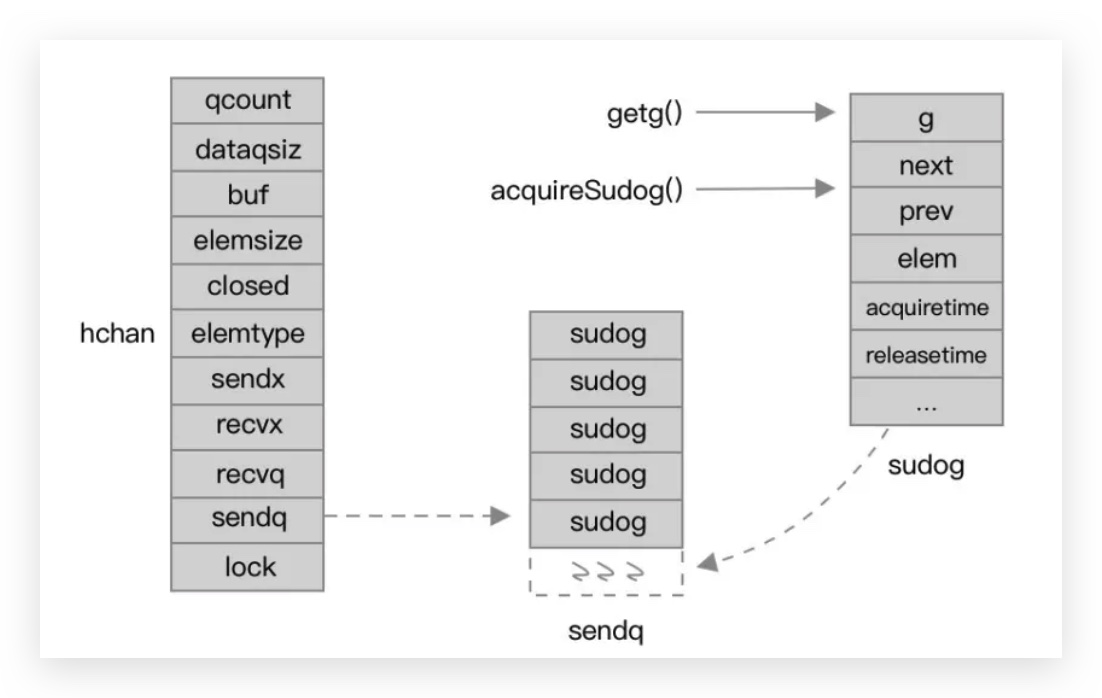 hchan
qcount
dataqsiz
buf
elemsize
closed
elemtype
sendx
recvx
recvq
sendq
lock
sudog
sudog
sudog
sudog
sudog
sendq
getg()
acquireSudog()
g
next
prev
elem
acquiretime
releasetime
...
sudog